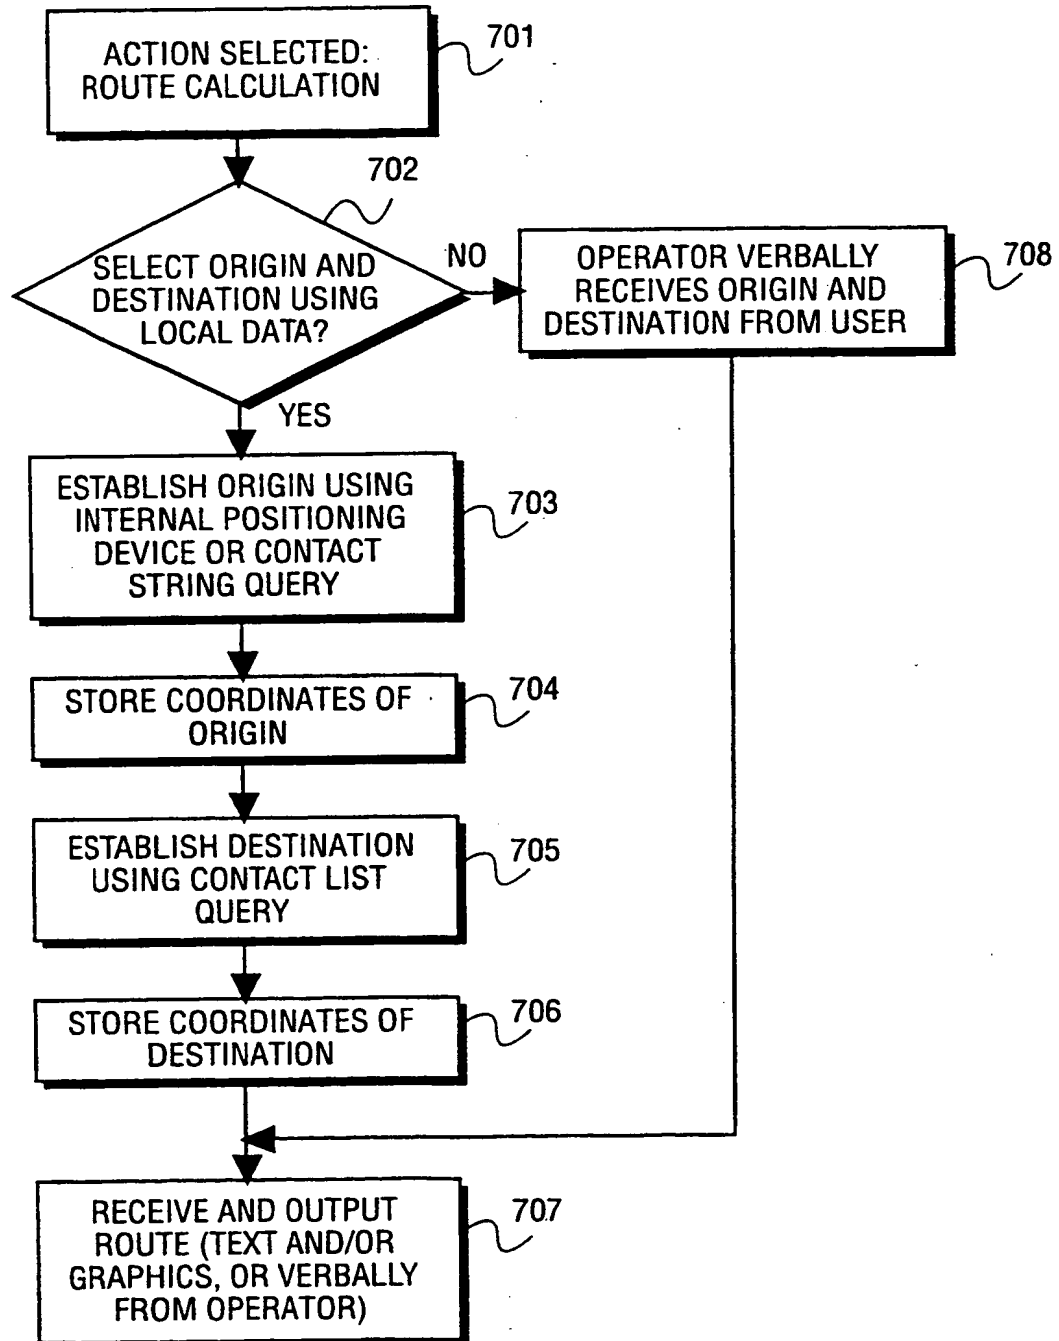 ACTION SELECTED:
ROUTE CALCULATION
701
702
SELECT ORIGIN AND
DESTINATION USING
LOCAL DATA?
NO
OPERATOR VERBALLY
RECEIVES ORIGIN AND
DESTINATION FROM USER
708
YES
ESTABLISH ORIGIN USING
INTERNAL POSITIONING
DEVICE OR CONTACT
STRING QUERY
703
STORE COORDINATES OF
ORIGIN
704
ESTABLISH DESTINATION
USING CONTACT LIST
QUERY
705
STORE COORDINATES OF
DESTINATION
706
RECEIVE AND OUTPUT
ROUTE (TEXT AND/OR
GRAPHICS, OR VERBALLY
FROM OPERATOR)
707